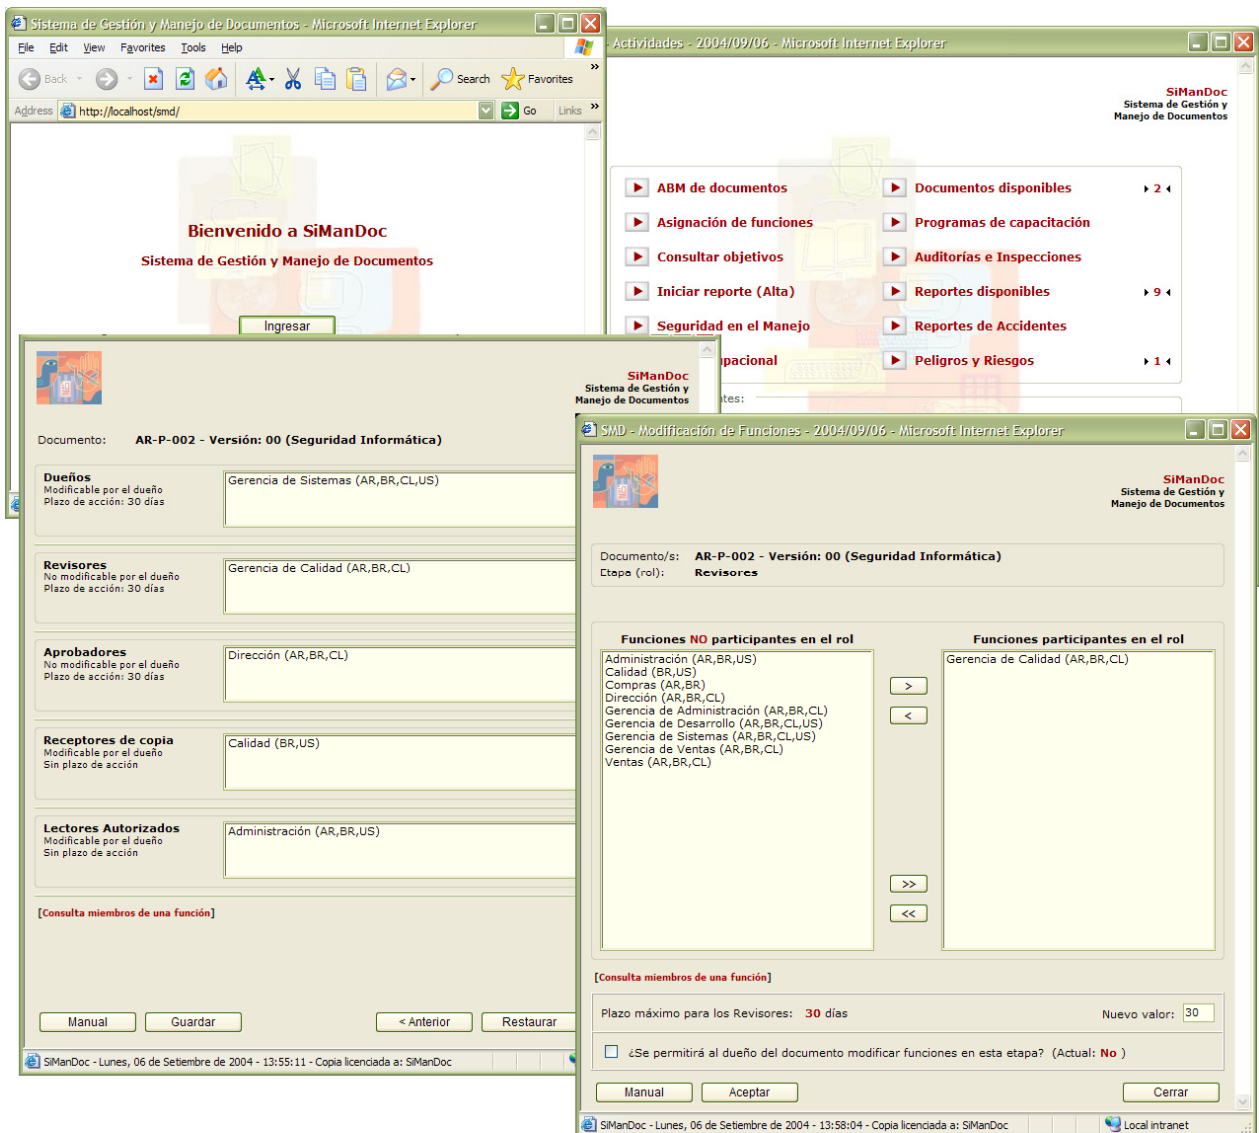 Sistema de Gestión y Manejo de Documentos - Microsoft Internet Explorer
File Edit View Favorites Tools Help
Back Search Favorites »
Address http://localhost/smd/ Go Links »
Bienvenido a SiManDoc
Sistema de Gestión y Manejo de Documentos
Ingresar
- Actividades - 2004/09/06 - Microsoft Internet Explorer
SiManDoc
Sistema de Gestión y
Manejo de Documentos
ABM de documentos
Documentos disponibles 2
Asignación de funciones
Programas de capacitación
Consultar objetivos
Auditorías e Inspecciones
Iniciar reporte (Alta)
Reportes disponibles 9
Seguridad en el Manejo
Reportes de Accidentes
upacional
Peligros y Riesgos 1
ntes:
SiManDoc
Sistema de Gestión y
Manejo de Documentos
Documento: AR-P-002 - Versión: 00 (Seguridad Informática)
Dueños
Modificable por el dueño
Plazo de acción: 30 días
Gerencia de Sistemas (AR,BR,CL,US)
Revisores
No modificable por el dueño
Plazo de acción: 30 días
Gerencia de Calidad (AR,BR,CL)
Aprobadores
No modificable por el dueño
Plazo de acción: 30 días
Dirección (AR,BR,CL)
Receptores de copia
Modificable por el dueño
Sin plazo de acción
Calidad (BR,US)
Lectores Autorizados
Modificable por el dueño
Sin plazo de acción
Administración (AR,BR,US)
[Consulta miembros de una función]
Manual Guardar < Anterior Restaurar
SiManDoc - Lunes, 06 de Setiembre de 2004 - 13:55:11 - Copia licenciada a: SiManDoc
SMD - Modificación de Funciones - 2004/09/06 - Microsoft Internet Explorer
SiManDoc
Sistema de Gestión y
Manejo de Documentos
Documento/s: AR-P-002 - Versión: 00 (Seguridad Informática)
Etapa (rol): Revisores
Funciones NO participantes en el rol
Administración (AR,BR,US)
Calidad (BR,US)
Compras (AR,BR)
Dirección (AR,BR,CL)
Gerencia de Administración (AR,BR,CL)
Gerencia de Desarrollo (AR,BR,CL,US)
Gerencia de Sistemas (AR,BR,CL,US)
Gerencia de Ventas (AR,BR,CL)
Ventas (AR,BR,CL)
>
<
>>
<<
Funciones participantes en el rol
Gerencia de Calidad (AR,BR,CL)
[Consulta miembros de una función]
Plazo máximo para los Revisores: 30 días Nuevo valor: 30
¿Se permitirá al dueño del documento modificar funciones en esta etapa? (Actual: No )
Manual Aceptar Cerrar
SiManDoc - Lunes, 06 de Setiembre de 2004 - 13:58:04 - Copia licenciada a: SiManDoc Local intranet